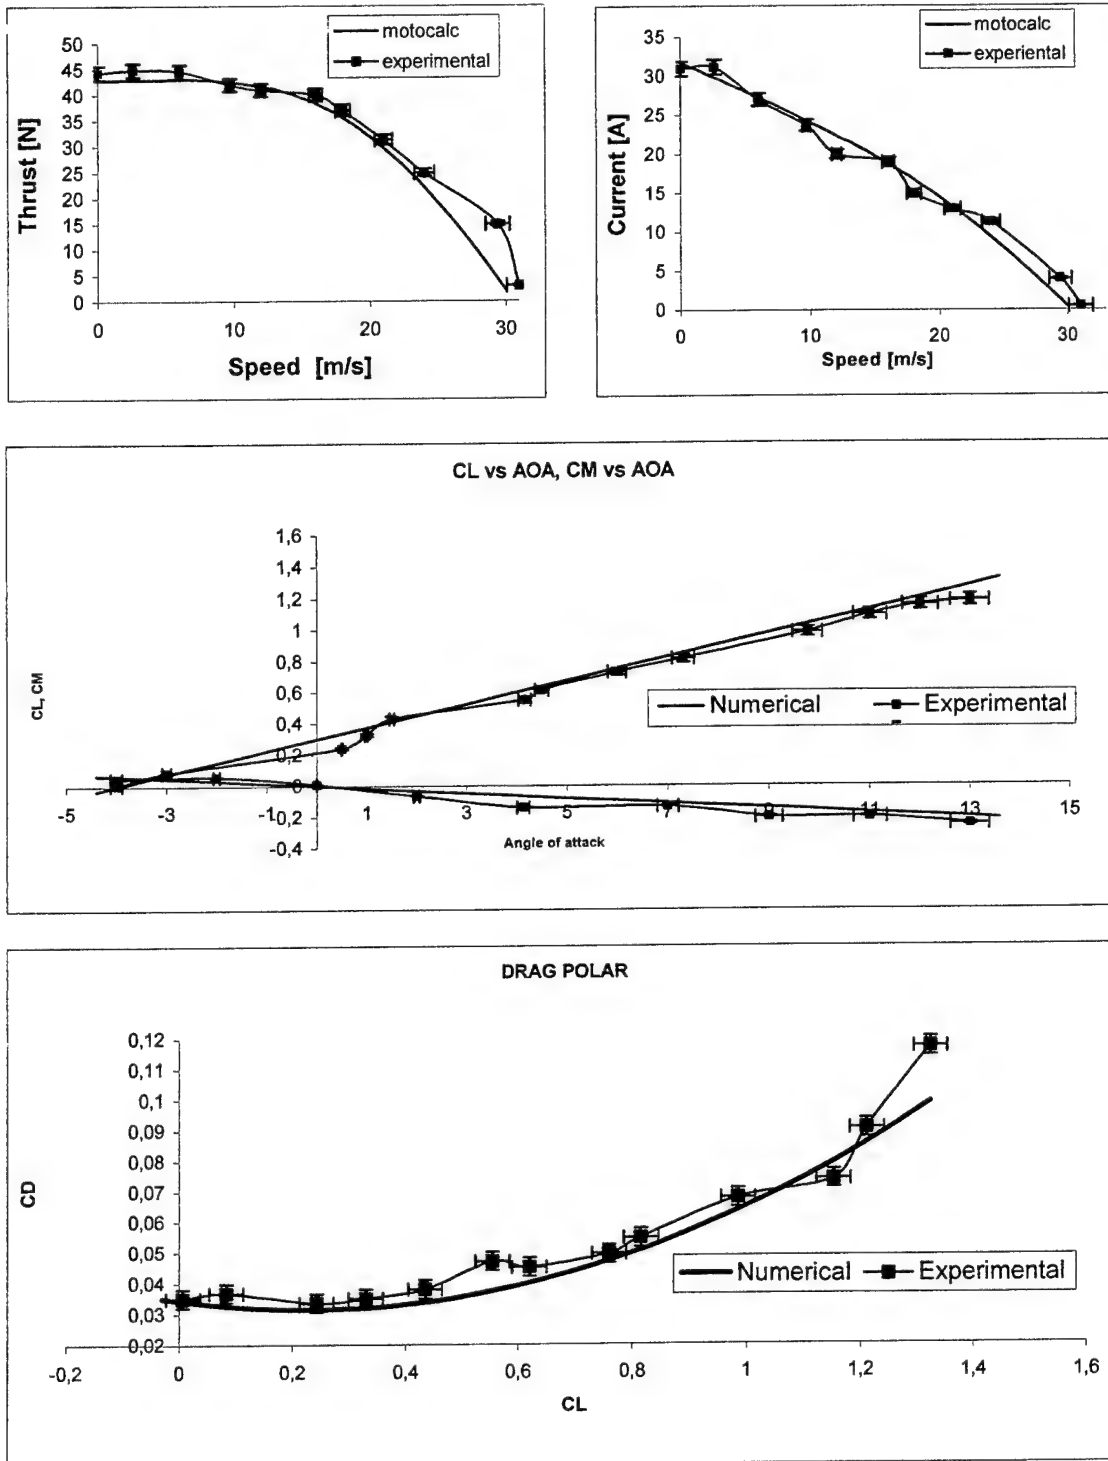 motocalc
experimental
50
45
40
35
30
25
20
15
10
5
0
Thrust [N]
0 10 20 30
Speed [m/s]
motocalc
experiental
35
30
25
20
15
10
5
0
Current [A]
0 10 20 30
Speed [m/s]
CL vs AOA, CM vs AOA
1,6
1,4
1,2
1
0,8
0,6
0,4
0,2
0
-0,2
-0,4
CL, CM
-5 -3 -1 1 3 5 7 9 11 13 15
Angle of attack
Numerical Experimental
DRAG POLAR
0,12
0,11
0,1
0,09
0,08
0,07
0,06
0,05
0,04
0,03
0,02
CD
Numerical Experimental
-0,2 0 0,2 0,4 0,6 0,8 1 1,2 1,4 1,6
CL